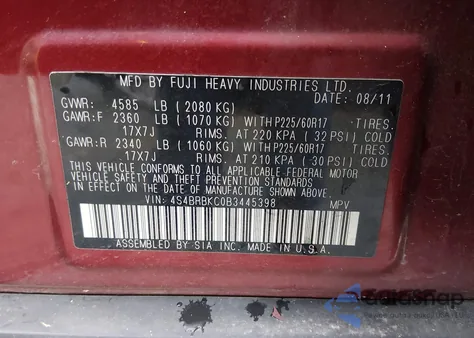 MFD BY FUJI HEAVY INDUSTRIES LTD.
DATE: 08/11
GVWR: 4585 LB ( 2080 KG)
GAWR:F 2360 LB ( 1070 KG) WITH P225/60R17 TIRES.
17X7J RIMS. AT 220 KPA ( 32 PSI) COLD.
GAWR:R 2340 LB ( 1060 KG) WITH P225/60R17 TIRES.
17X7J RIMS. AT 210 KPA ( 30 PSI) COLD.
THIS VEHICLE CONFORMS TO ALL APPLICABLE FEDERAL MOTOR
VEHICLE SAFETY AND THEFT PREVENTION STANDARDS
IN EFFECT ON THE DATE OF MANUFACTURE SHOWN ABOVE.
VIN: 4S4BRBKC0B3445398 MPV
ASSEMBLED BY SIA INC. MADE IN U.S.A.